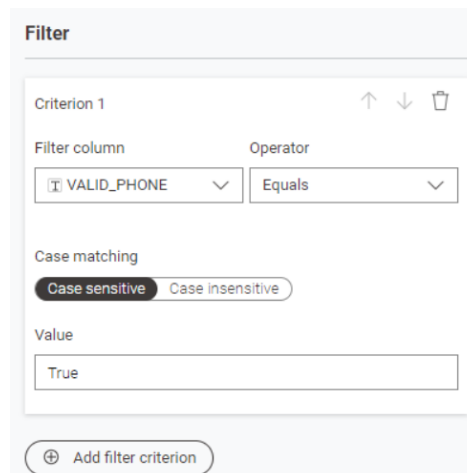 Filter
Criterion 1
Filter column
Operator
T VALID_PHONE
Equals
Case matching
Case sensitive
Case insensitive
Value
True
Add filter criterion